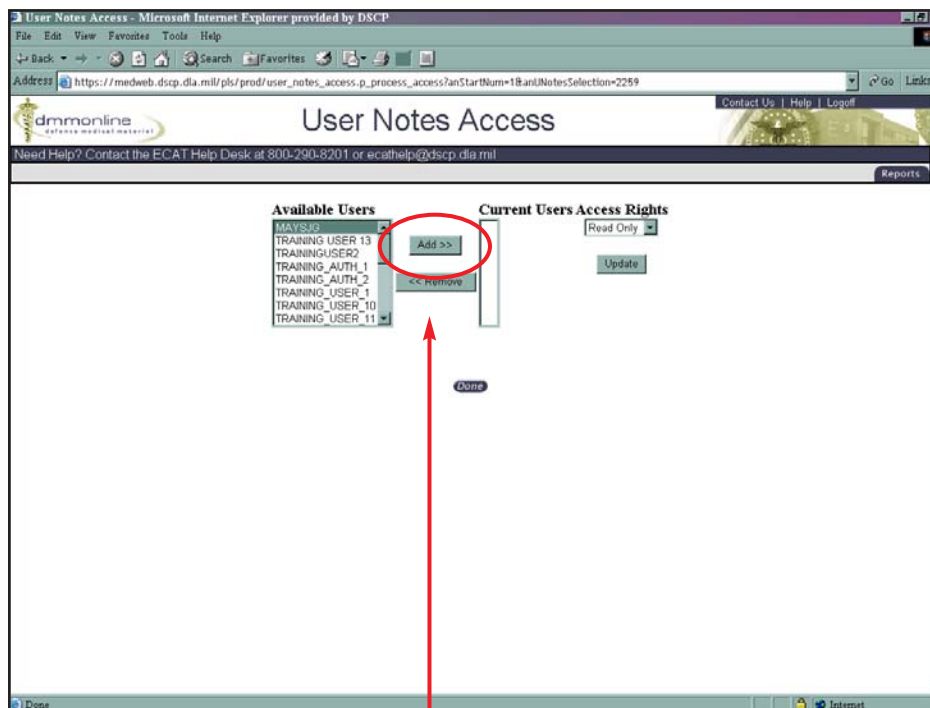 User Notes Access - Microsoft Internet Explorer provided by DSCP
File Edit View Favorites Tools Help
Back Search Favorites
Address https://medweb.dscp.dla.mil/pls/prod/user_notes_access.p_process_access?anStartNum=1&anUNotesSelection=2259 Go Links
Contact Us | Help | Logoff
dmmonline
defense medical materiel
User Notes Access
Need Help? Contact the ECAT Help Desk at 800-290-8201 or ecathelp@dscp.dla.mil
Reports
Available Users Current Users Access Rights
MAYSJG
TRAINING USER 13
TRAININGUSER2
TRAINING_AUTH_1
TRAINING_AUTH_2
TRAINING_USER_1
TRAINING_USER_10
TRAINING_USER_11
Add >>
<< Remove
Read Only
Update
Done
Done Internet